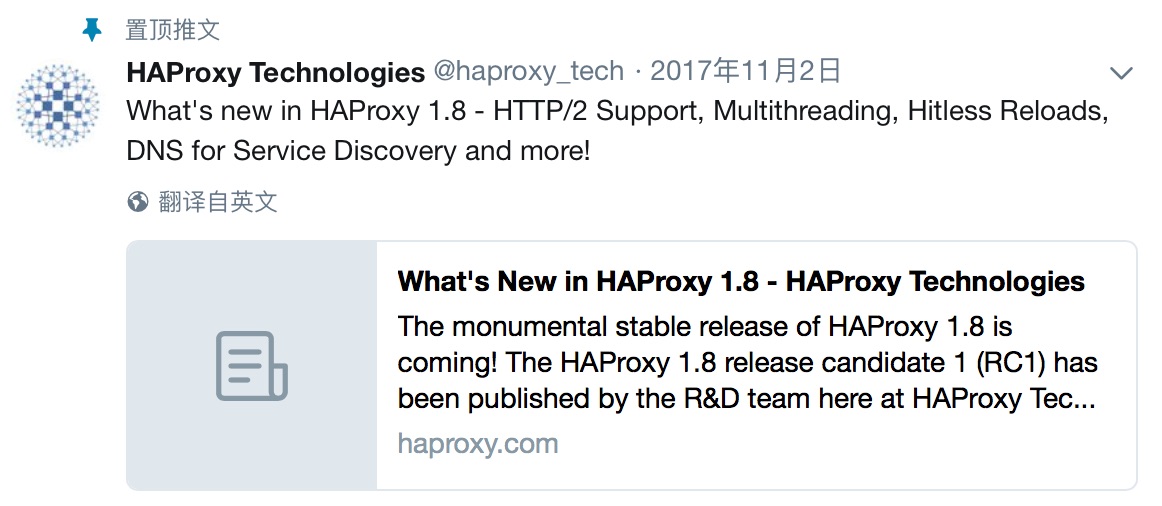 置顶推文
HAProxy Technologies @haproxy_tech · 2017年11月2日
What's new in HAProxy 1.8 - HTTP/2 Support, Multithreading, Hitless Reloads,
DNS for Service Discovery and more!
翻译自英文
What's New in HAProxy 1.8 - HAProxy Technologies
The monumental stable release of HAProxy 1.8 is
coming! The HAProxy 1.8 release candidate 1 (RC1) has
been published by the R&D team here at HAProxy Tec...
haproxy.com